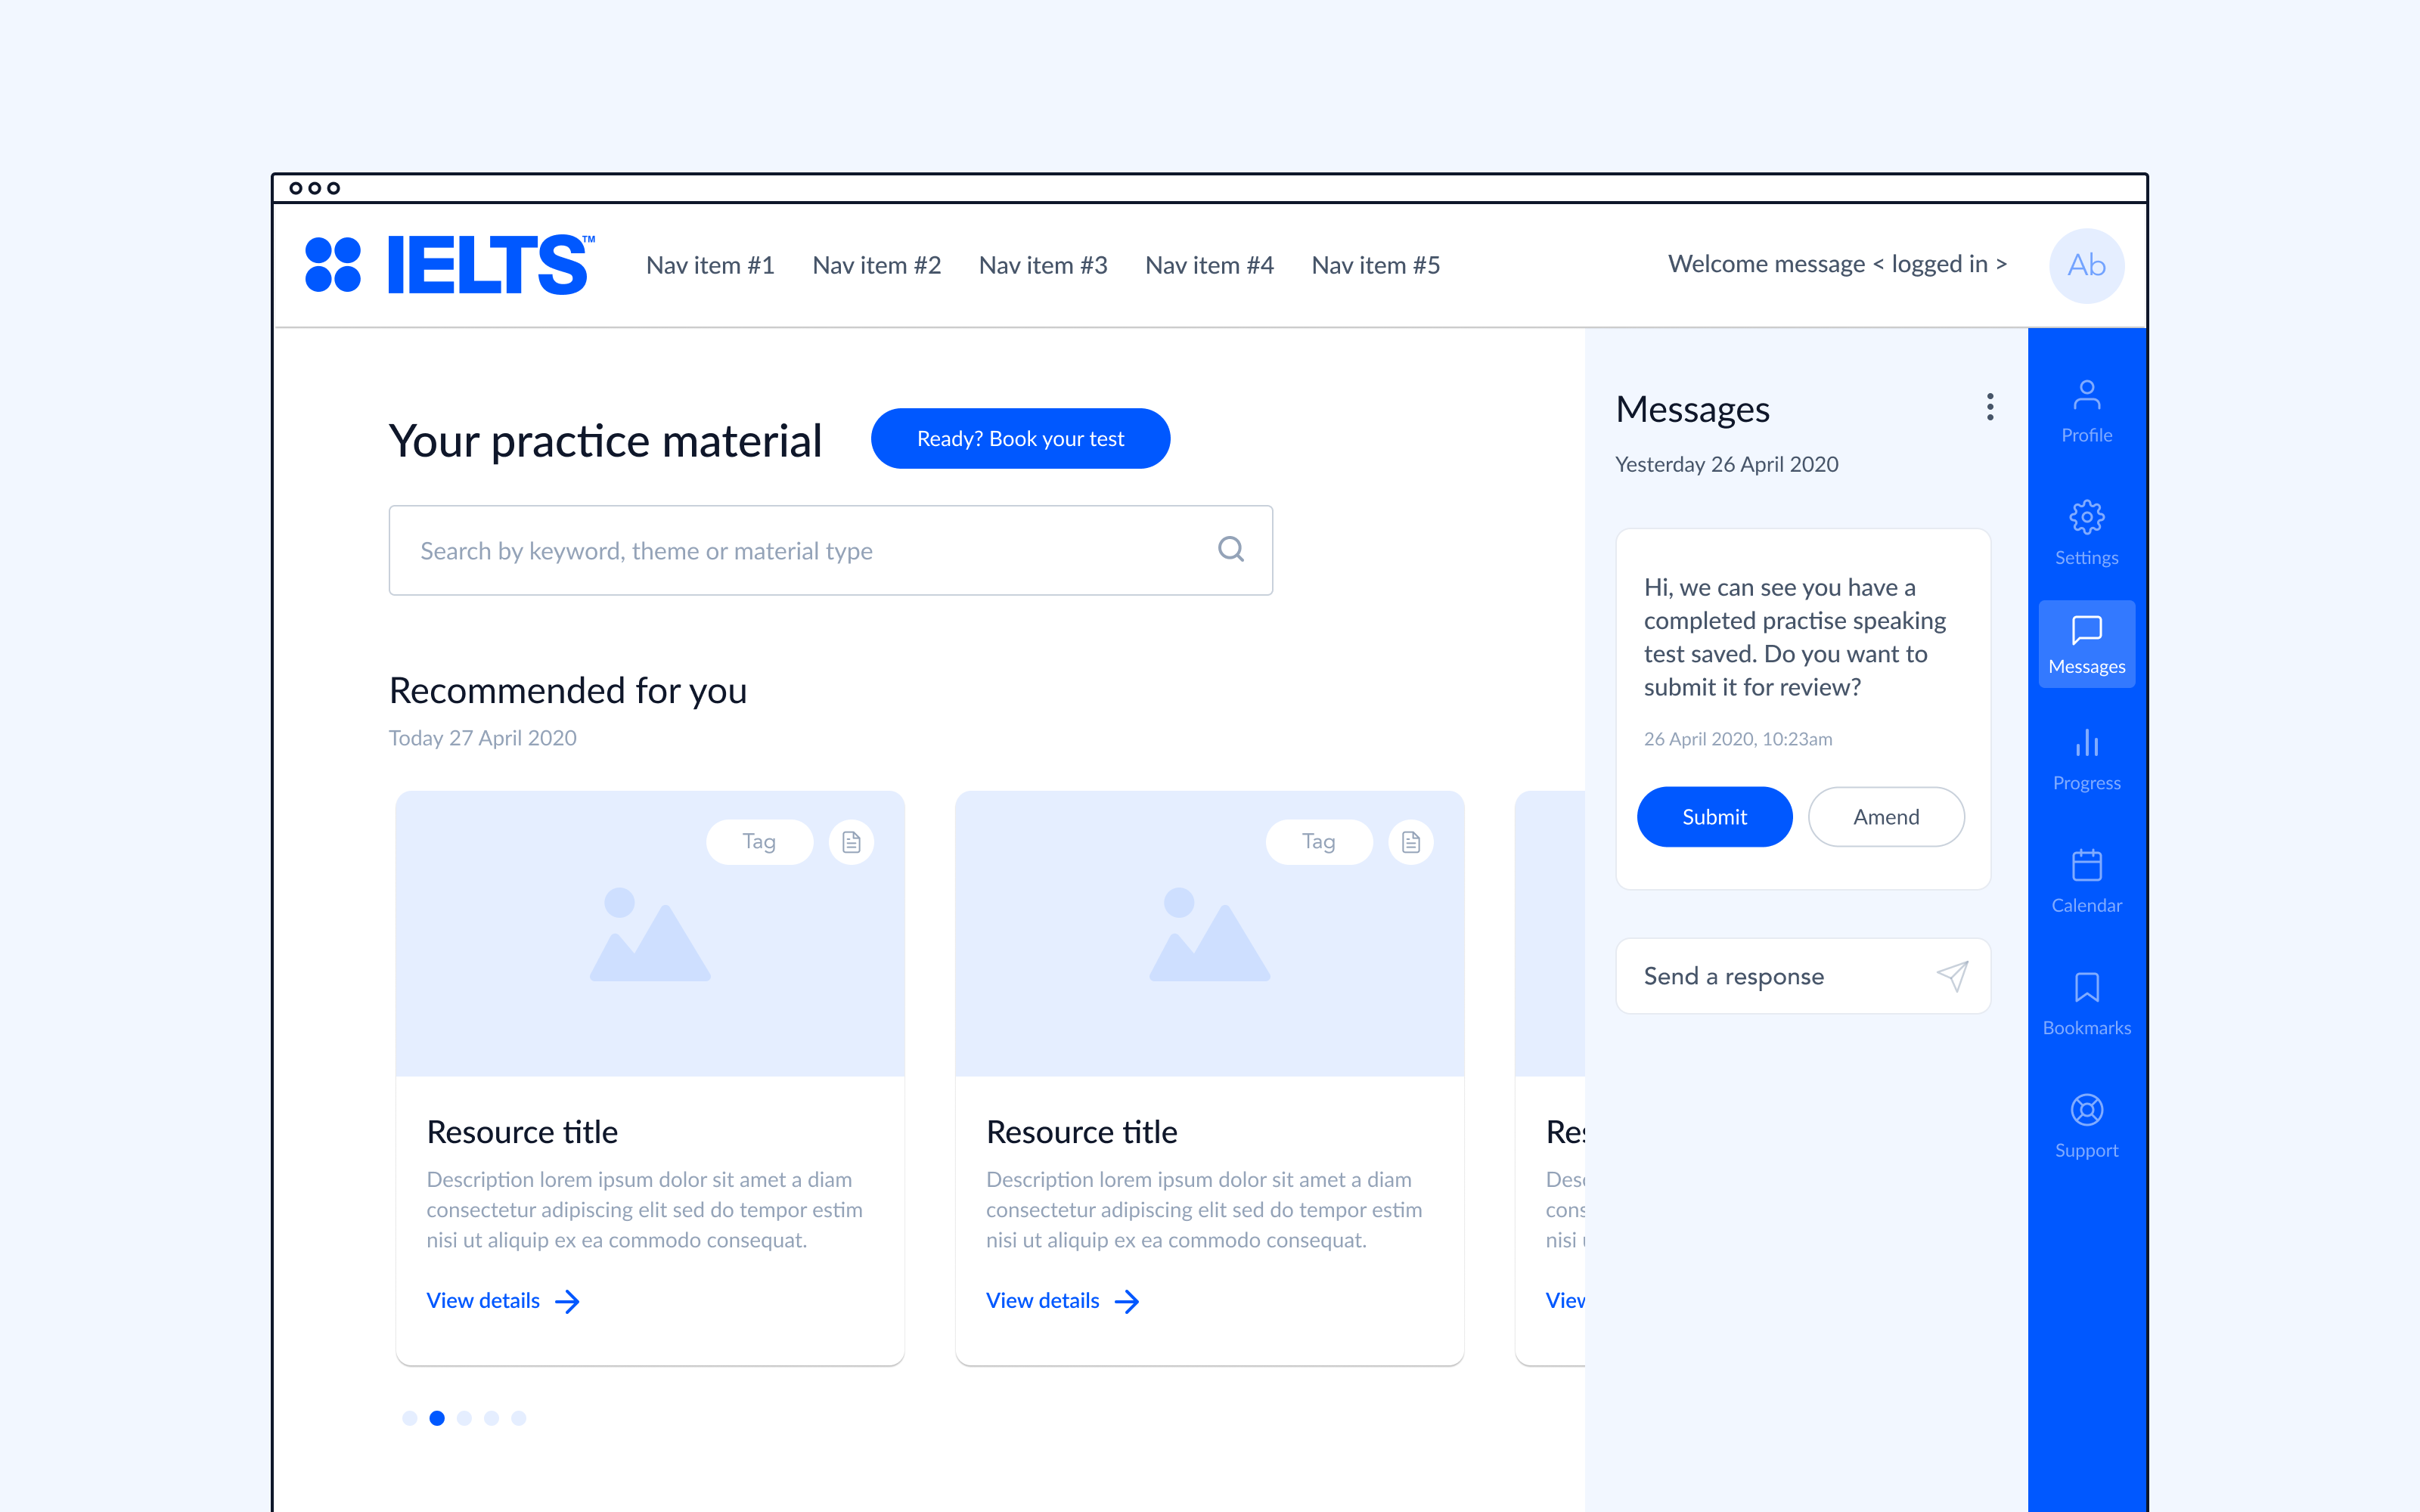 IELTS™
Nav item #1
Nav item #2
Nav item #3
Nav item #4
Nav item #5
Welcome message < logged in >
Ab
Your practice material
Ready? Book your test
Search by keyword, theme or material type
Recommended for you
Today 27 April 2020
Tag
Resource title
Description lorem ipsum dolor sit amet a diam
consectetur adipiscing elit sed do tempor estim
nisi ut aliquip ex ea commodo consequat.
View details
Tag
Resource title
Description lorem ipsum dolor sit amet a diam
consectetur adipiscing elit sed do tempor estim
nisi ut aliquip ex ea commodo consequat.
View details
Res
Desc
cons
nisi
View
Messages
Yesterday 26 April 2020
Hi, we can see you have a
completed practise speaking
test saved. Do you want to
submit it for review?
26 April 2020, 10:23am
Submit
Amend
Send a response
Profile
Settings
Messages
Progress
Calendar
Bookmarks
Support